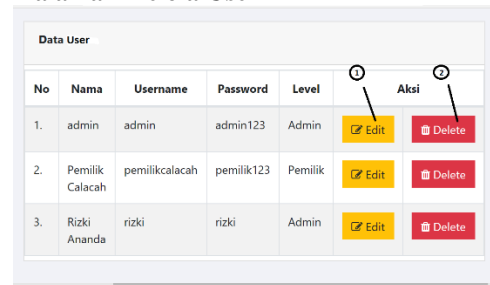 Data User
1 2
No Nama Username Password Level Aksi
1. admin admin admin123 Admin Edit Delete
2. Pemilik Calacah pemilikcalacah pemilik123 Pemilik Edit Delete
3. Rizki Ananda rizki rizki Admin Edit Delete